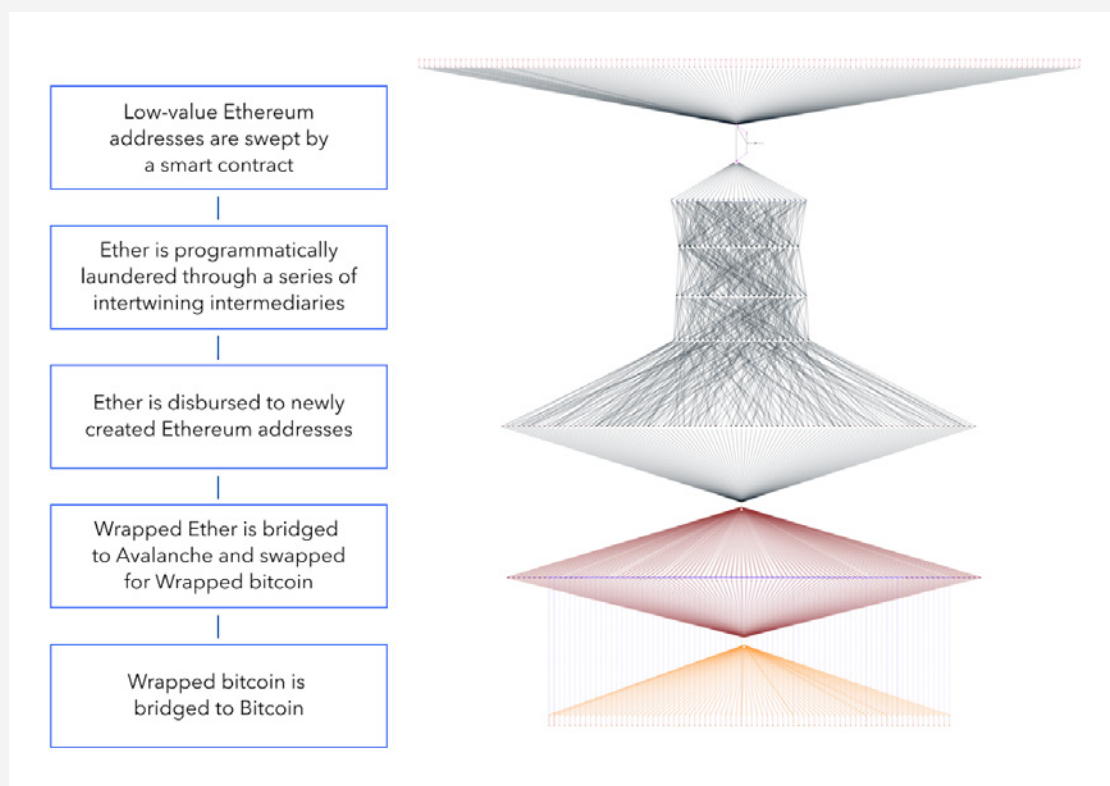 Low-value Ethereum
addresses are swept by
a smart contract
Ether is programmatically
laundered through a series of
intertwining intermediaries
Ether is disbursed to newly
created Ethereum addresses
Wrapped Ether is bridged
to Avalanche and swapped
for Wrapped bitcoin
Wrapped bitcoin is
bridged to Bitcoin